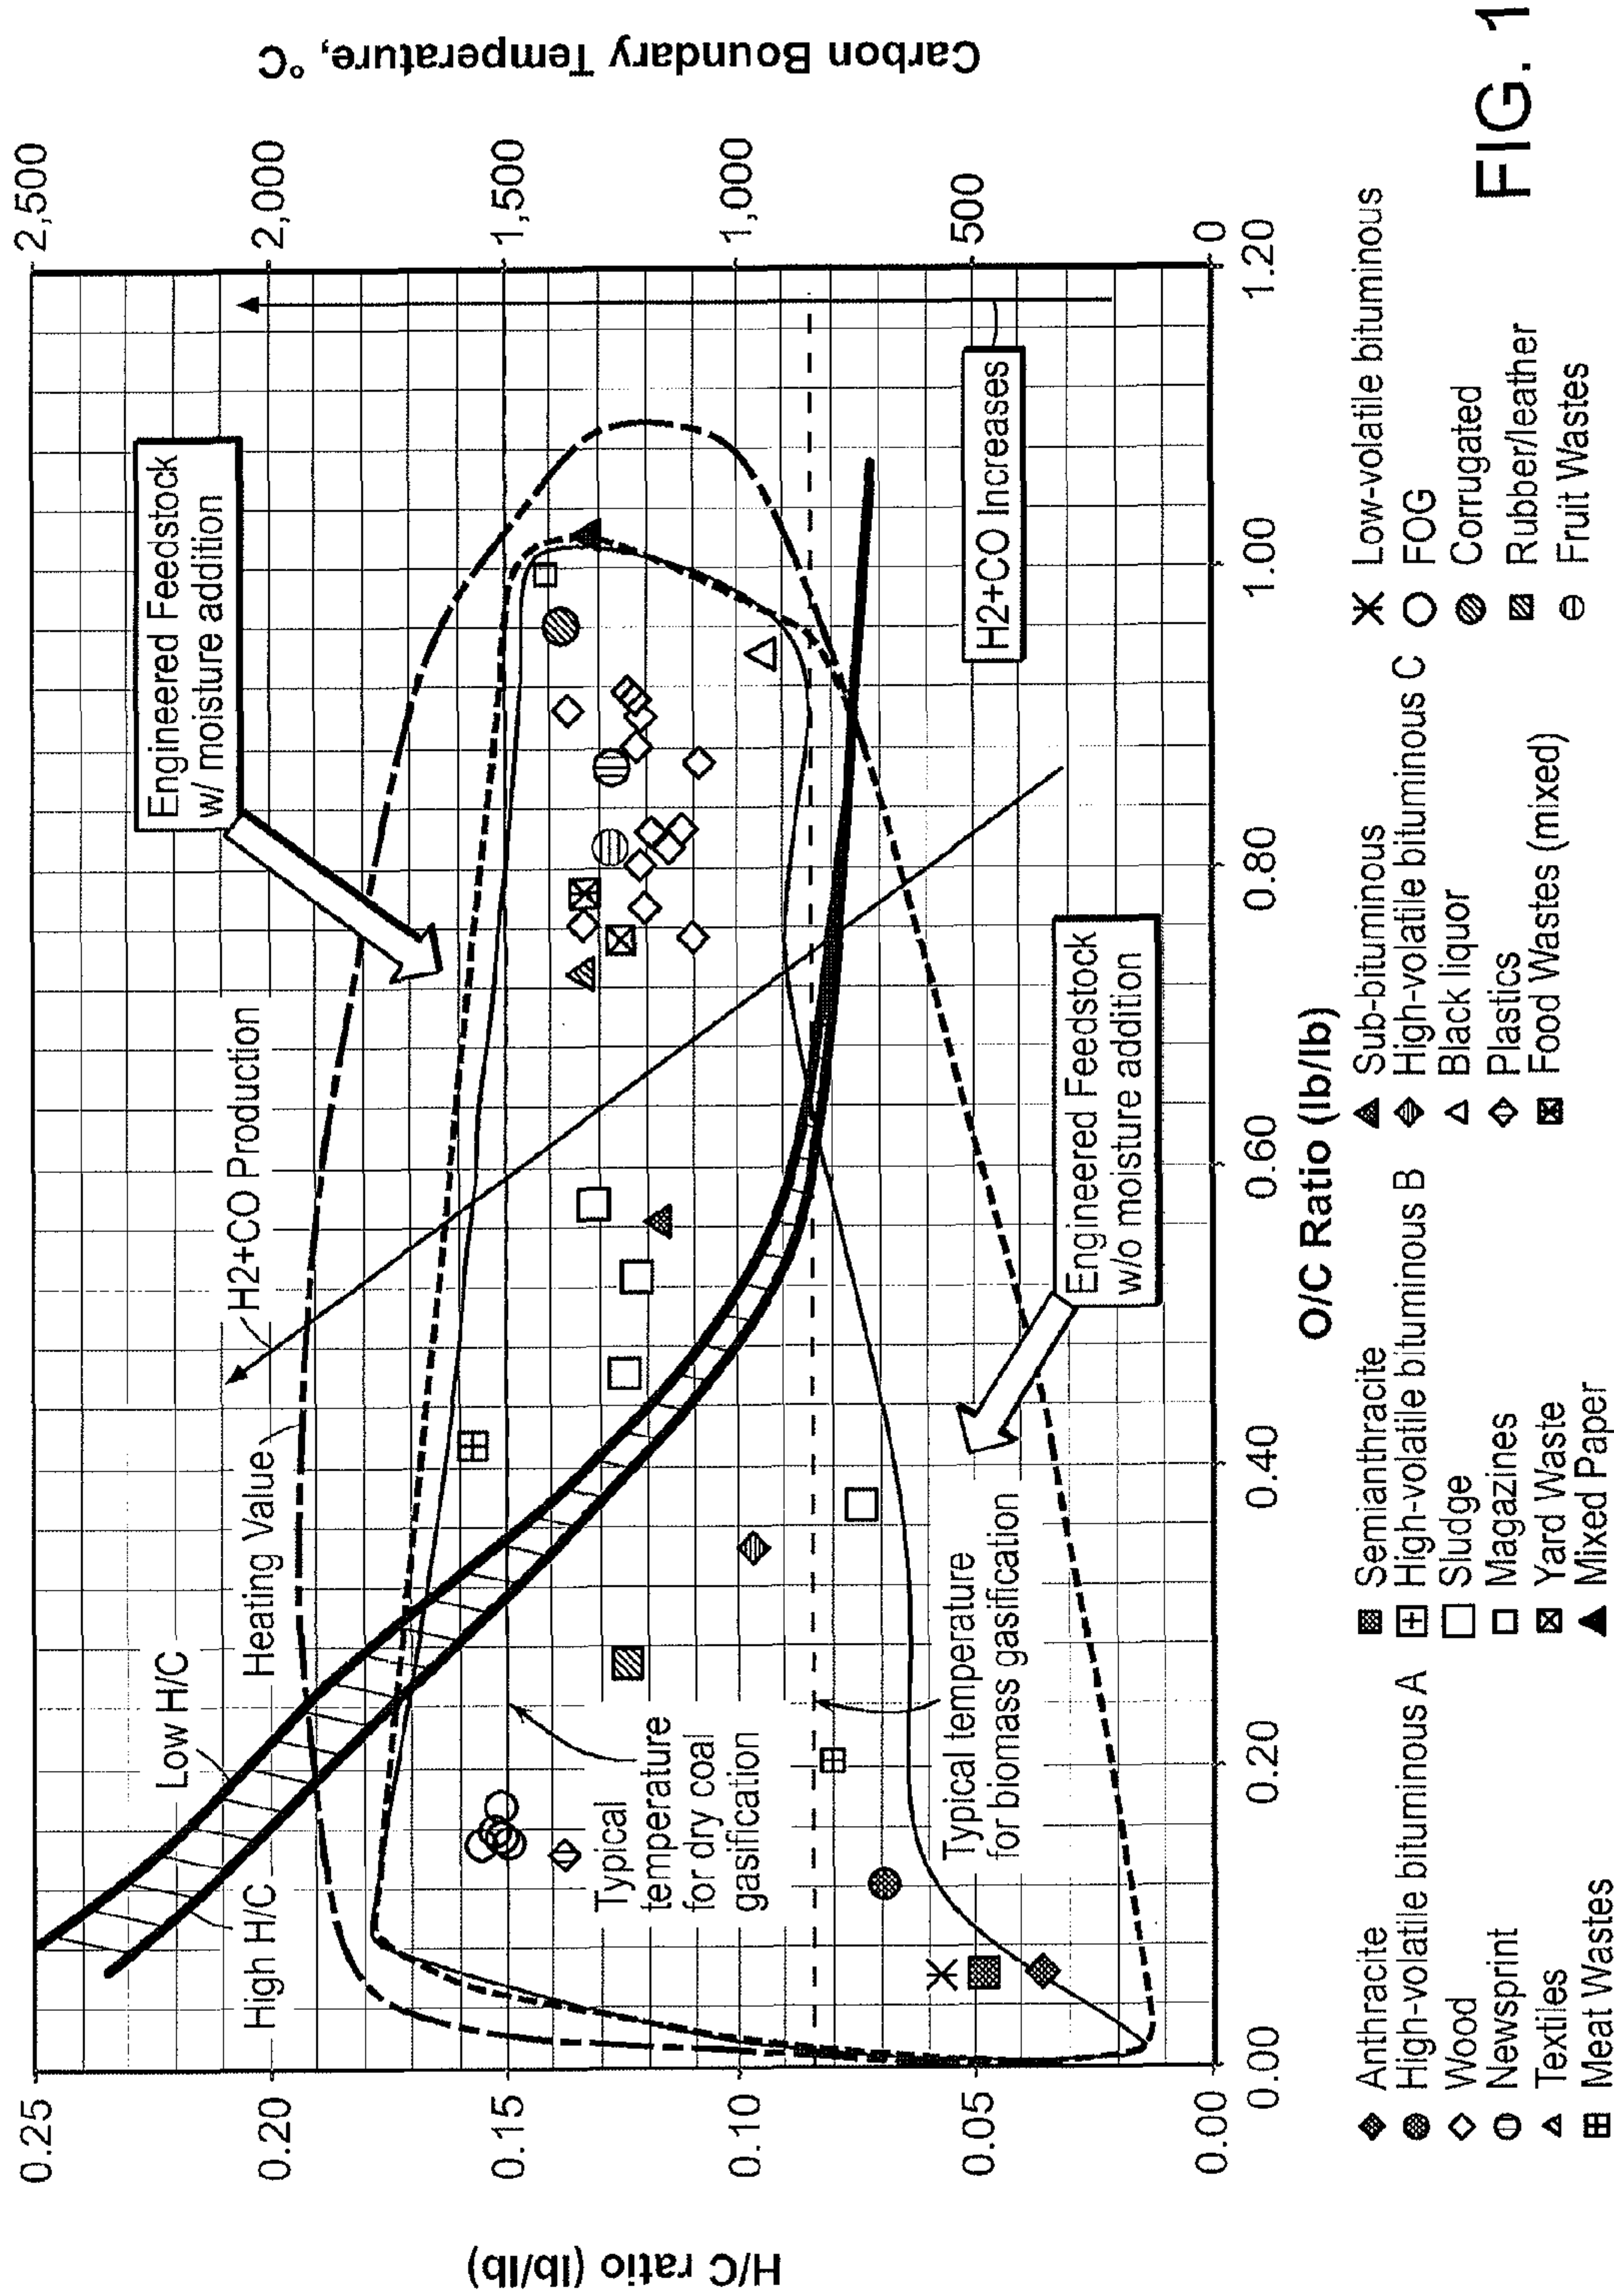 H/C ratio (lb/lb)
0.25
0.20
0.15
0.10
0.05
0.00
Carbon Boundary Temperature, °C
2,500
2,000
1,500
1,000
500
0
0.00
0.20
0.40
0.60
0.80
1.00
1.20
O/C Ratio (lb/lb)
High H/C
Low H/C
Heating Value
H2+CO Production
Engineered Feedstock
w/ moisture addition
Typical
temperature
for dry coal
gasification
Typical temperature
for biomass gasification
Engineered Feedstock
w/o moisture addition
H2+CO Increases
Anthracite
High-volatile bituminous A
Wood
Newsprint
Textiles
Meat Wastes
Semianthracite
High-volatile bituminous B
Sludge
Magazines
Yard Waste
Mixed Paper
Sub-bituminous
High-volatile bituminous C
Black liquor
Plastics
Food Wastes (mixed)
Low-volatile bituminous
FOG
Corrugated
Rubber/leather
Fruit Wastes
FIG. 1